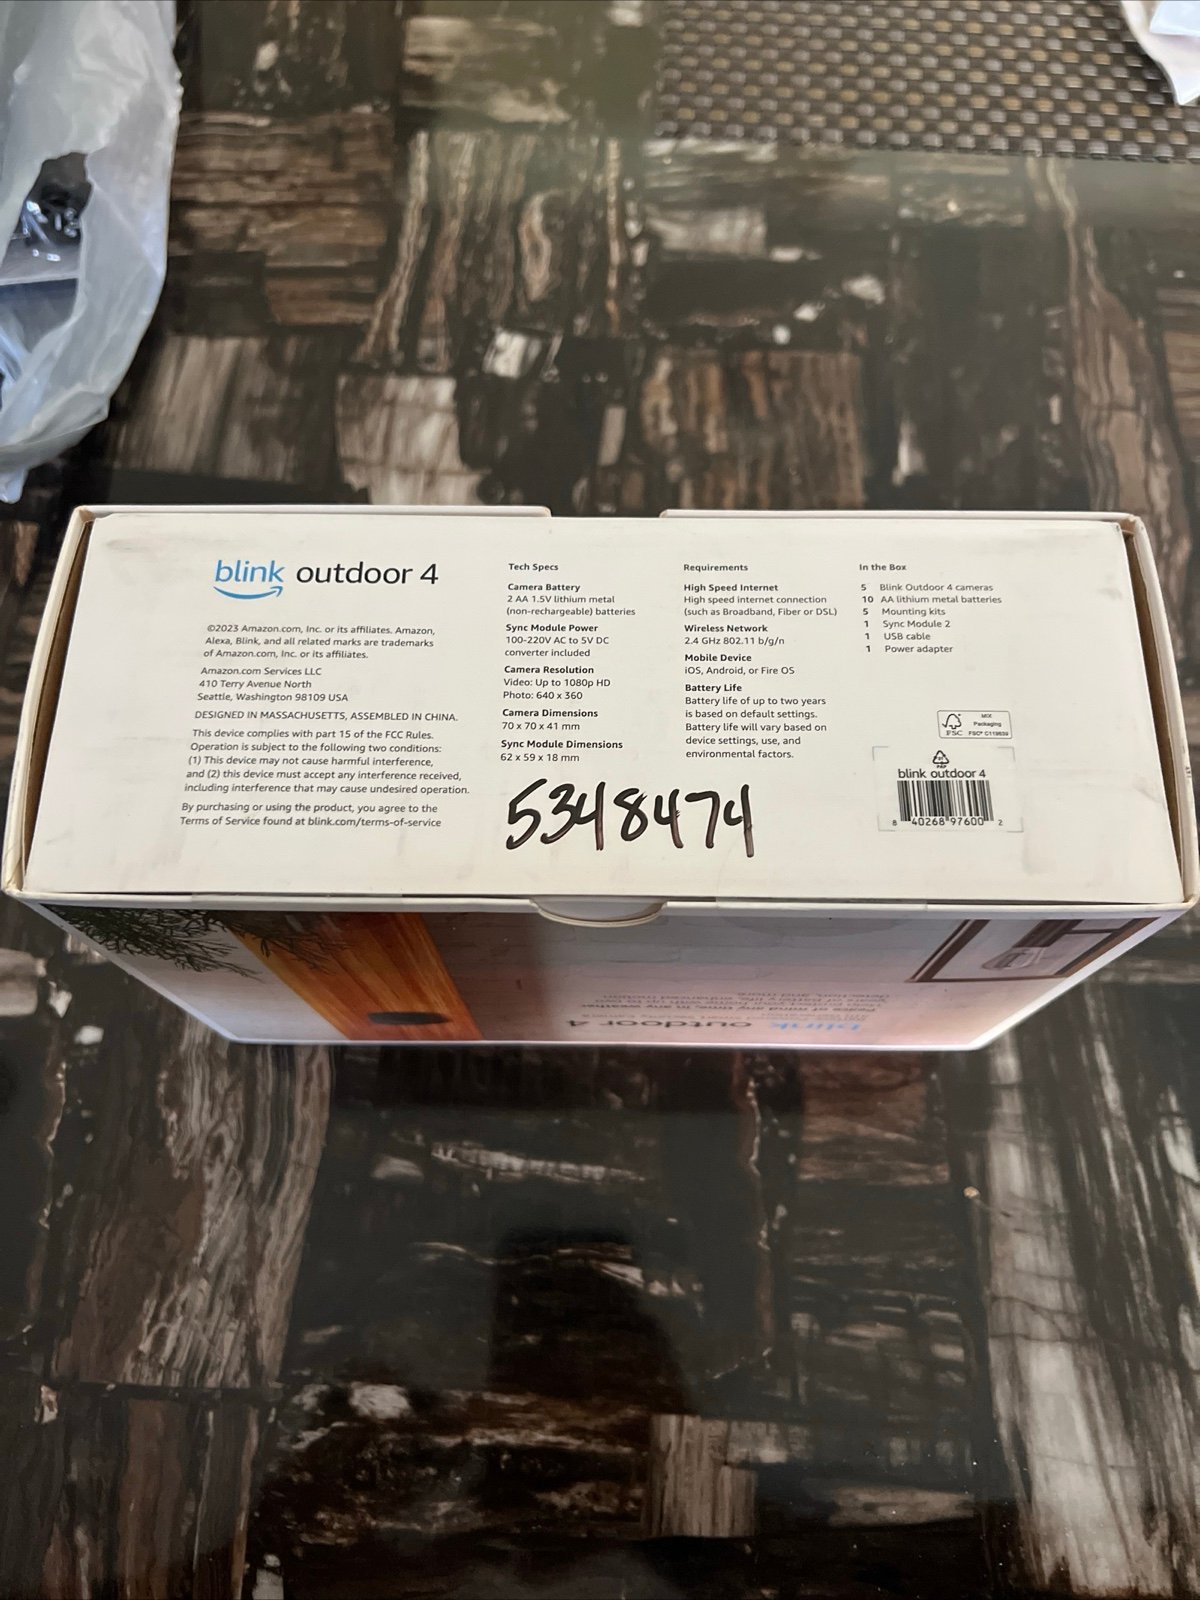 blink outdoor 4
©2023 Amazon.com, Inc. or its affiliates. Amazon,
Alexa, Blink, and all related marks are trademarks
of Amazon.com, Inc. or its affiliates.
Amazon.com Services LLC
410 Terry Avenue North
Seattle, Washington 98109 USA
DESIGNED IN MASSACHUSETTS, ASSEMBLED IN CHINA.
This device complies with part 15 of the FCC Rules.
Operation is subject to the following two conditions:
(1) This device may not cause harmful interference,
and (2) this device must accept any interference received,
including interference that may cause undesired operation.
By purchasing or using the product, you agree to the
Terms of Service found at blink.com/terms-of-service
Tech Specs
Camera Battery
2 AA 1.5V lithium metal
(non-rechargeable) batteries
Sync Module Power
100-220V AC to 5V DC
converter included
Camera Resolution
Video: Up to 1080p HD
Photo: 640 x 360
Camera Dimensions
70 x 70 x 41 mm
Sync Module Dimensions
62 x 59 x 18 mm
5348474
Requirements
High Speed Internet
High speed internet connection
(such as Broadband, Fiber or DSL)
Wireless Network
2.4 GHz 802.11 b/g/n
Mobile Device
iOS, Android, or Fire OS
Battery Life
Battery life of up to two years
is based on default settings.
Battery life will vary based on
device settings, use, and
environmental factors.
In the Box
5 Blink Outdoor 4 cameras
10 AA lithium metal batteries
5 Mounting kits
1 Sync Module 2
1 USB cable
1 Power adapter
FSC
MIX
Packaging
FSC® C119839
PAP
blink outdoor 4
8 40268 97600 2
blink outdoor 4